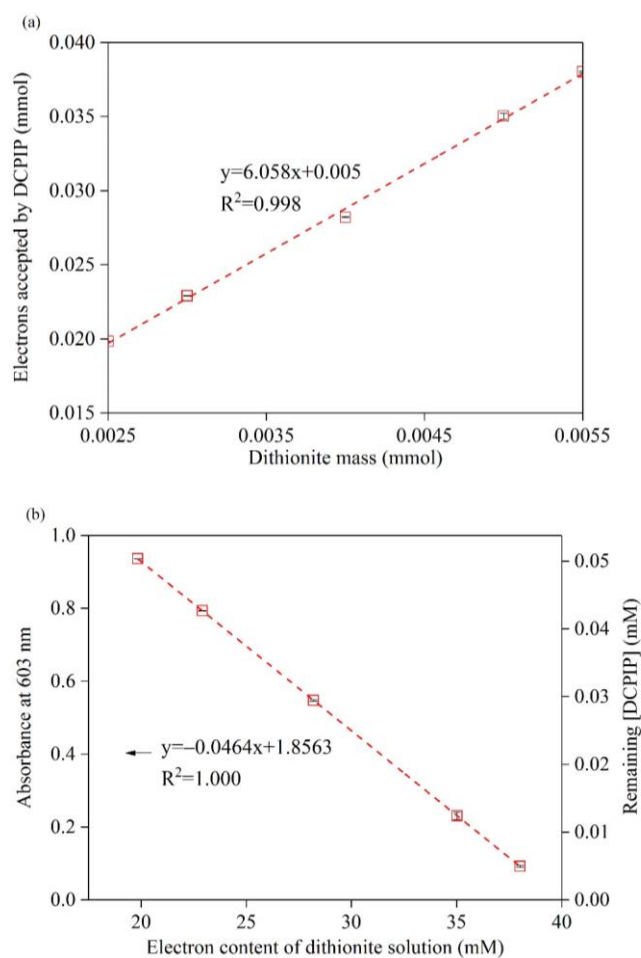 (a)
0.040
0.035
0.030
0.025
0.020
0.015
Electrons accepted by DCPIP (mmol)
y=6.058x+0.005
R²=0.998
0.0025 0.0035 0.0045 0.0055
Dithionite mass (mmol)
(b)
1.0
0.8
0.6
0.4
0.2
0.0
Absorbance at 603 nm
y=–0.0464x+1.8563
R²=1.000
0.05
0.04
0.03
0.02
0.01
0.00
Remaining [DCPIP] (mM)
20 25 30 35 40
Electron content of dithionite solution (mM)